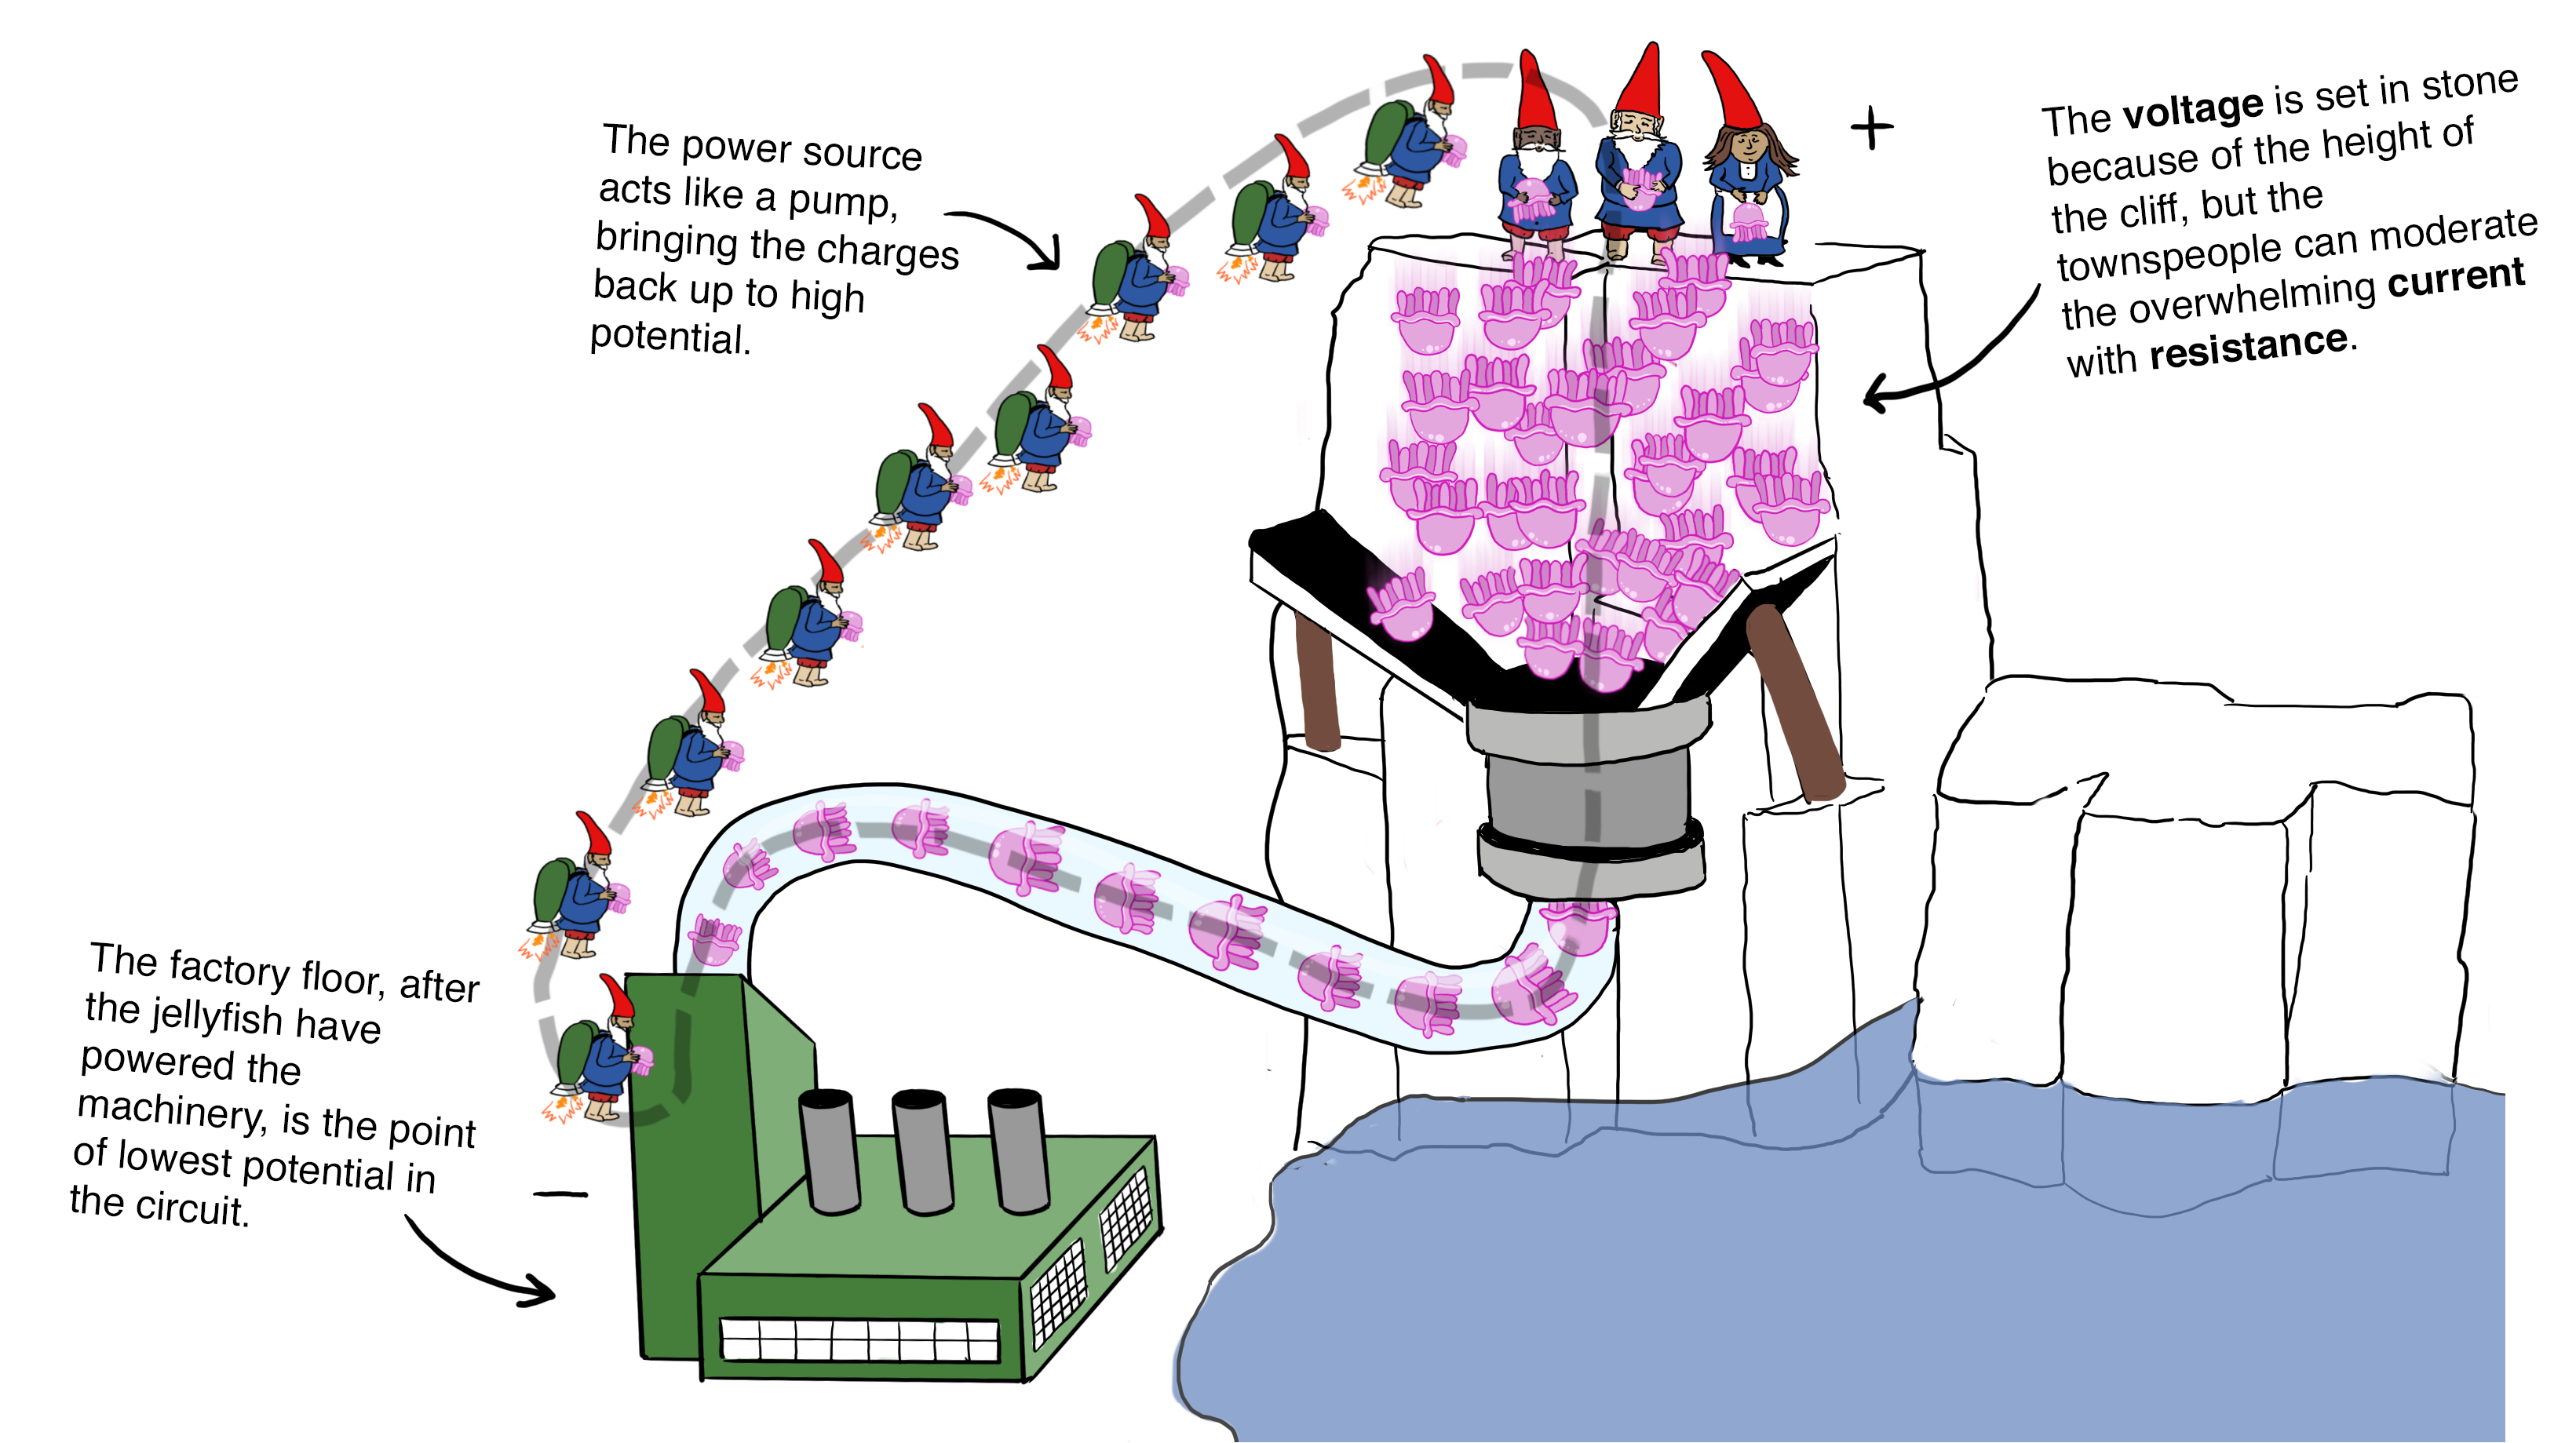 The power source
acts like a pump,
bringing the charges
back up to high
potential.
+
The voltage is set in stone
because of the height of
the cliff, but the
townspeople can moderate
the overwhelming current
with resistance.
The factory floor, after
the jellyfish have
powered the
machinery, is the point
of lowest potential in
the circuit.
−